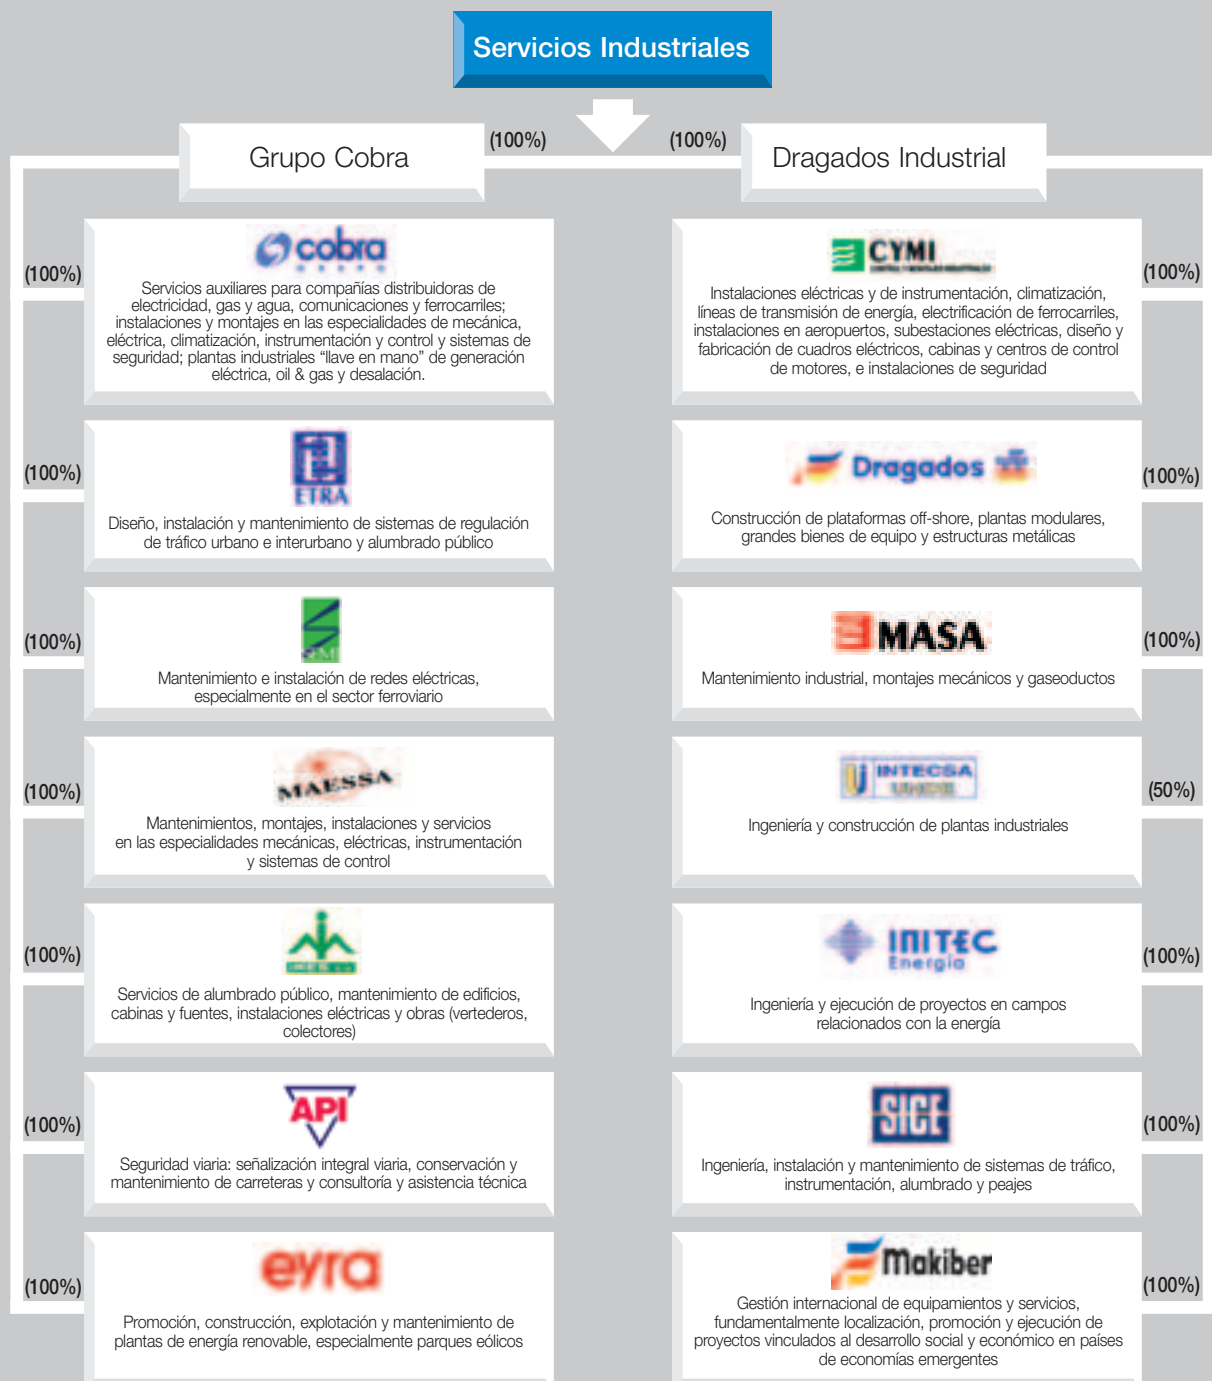 Servicios Industriales
(100%)
(100%)
Grupo Cobra
Dragados Industrial
(100%)
cobra
GRUPO
Servicios auxiliares para compañías distribuidoras de
electricidad, gas y agua, comunicaciones y ferrocarriles;
instalaciones y montajes en las especialidades de mecánica,
eléctrica, climatización, instrumentación y control y sistemas de
seguridad; plantas industriales “llave en mano” de generación
eléctrica, oil & gas y desalación.
(100%)
ETRA
Diseño, instalación y mantenimiento de sistemas de regulación
de tráfico urbano e interurbano y alumbrado público
(100%)
Mantenimiento e instalación de redes eléctricas,
especialmente en el sector ferroviario
(100%)
MAESSA
Mantenimientos, montajes, instalaciones y servicios
en las especialidades mecánicas, eléctricas, instrumentación
y sistemas de control
(100%)
Servicios de alumbrado público, mantenimiento de edificios,
cabinas y fuentes, instalaciones eléctricas y obras (vertederos,
colectores)
(100%)
API
Seguridad viaria: señalización integral viaria, conservación y
mantenimiento de carreteras y consultoría y asistencia técnica
(100%)
eyra
Promoción, construcción, explotación y mantenimiento de
plantas de energía renovable, especialmente parques eólicos
CYMI
CONTROL Y MONTAJES INDUSTRIALES
(100%)
Instalaciones eléctricas y de instrumentación, climatización,
líneas de transmisión de energía, electrificación de ferrocarriles,
instalaciones en aeropuertos, subestaciones eléctricas, diseño y
fabricación de cuadros eléctricos, cabinas y centros de control
de motores, e instalaciones de seguridad
Dragados
(100%)
Construcción de plataformas off-shore, plantas modulares,
grandes bienes de equipo y estructuras metálicas
MASA
(100%)
Mantenimiento industrial, montajes mecánicos y gaseoductos
INTECSA
UHDE
(50%)
Ingeniería y construcción de plantas industriales
INITEC
Energía
(100%)
Ingeniería y ejecución de proyectos en campos
relacionados con la energía
SICE
(100%)
Ingeniería, instalación y mantenimiento de sistemas de tráfico,
instrumentación, alumbrado y peajes
Makiber
(100%)
Gestión internacional de equipamientos y servicios,
fundamentalmente localización, promoción y ejecución de
proyectos vinculados al desarrollo social y económico en países
de economías emergentes